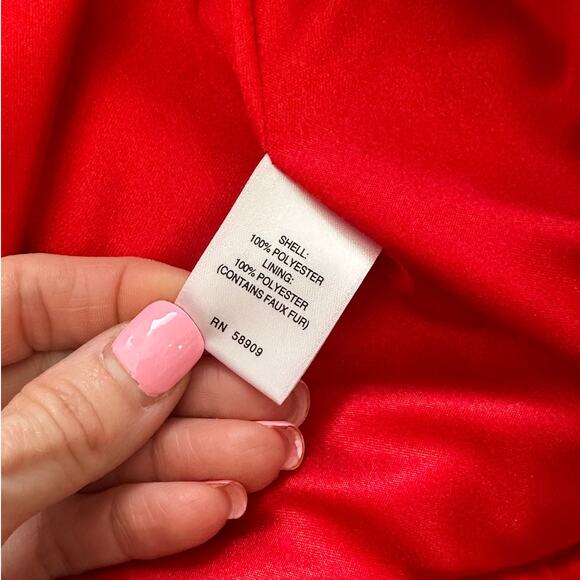 SHELL:
100% POLYESTER
LINING:
100% POLYESTER
(CONTAINS FAUX FUR)
RN 58909